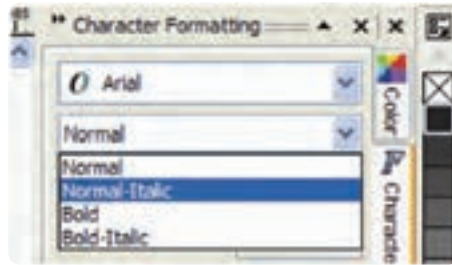 Character Formatting
O Arial
Normal
Normal
Normal-Italic
Bold
Bold-Italic
Color
Characte